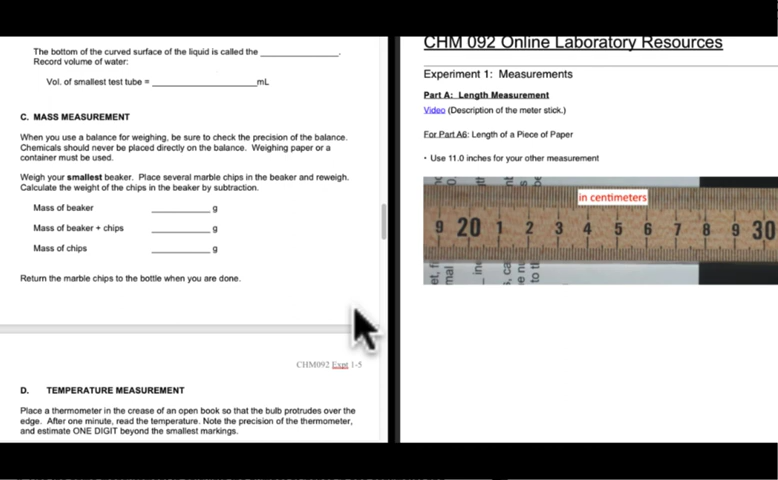 The bottom of the curved surface of the liquid is called the _________________.
Record volume of water:
Vol. of smallest test tube = ______________________mL
C. MASS MEASUREMENT
When you use a balance for weighing, be sure to check the precision of the balance.
Chemicals should never be placed directly on the balance. Weighing paper or a
container must be used.
Weigh your smallest beaker. Place several marble chips in the beaker and reweigh.
Calculate the weight of the chips in the beaker by subtraction.
Mass of beaker ____________ g
Mass of beaker + chips ____________ g
Mass of chips ____________ g
Return the marble chips to the bottle when you are done.
CHM092 Expt 1-5
D. TEMPERATURE MEASUREMENT
Place a thermometer in the crease of an open book so that the bulb protrudes over the
edge. After one minute, read the temperature. Note the precision of the thermometer,
and estimate ONE DIGIT beyond the smallest markings.
CHM 092 Online Laboratory Resources
Experiment 1: Measurements
Part A: Length Measurement
Video (Description of the meter stick.)
For Part A6: Length of a Piece of Paper
• Use 11.0 inches for your other measurement
in centimeters
9 20 1 2 3 4 5 6 7 8 9 30